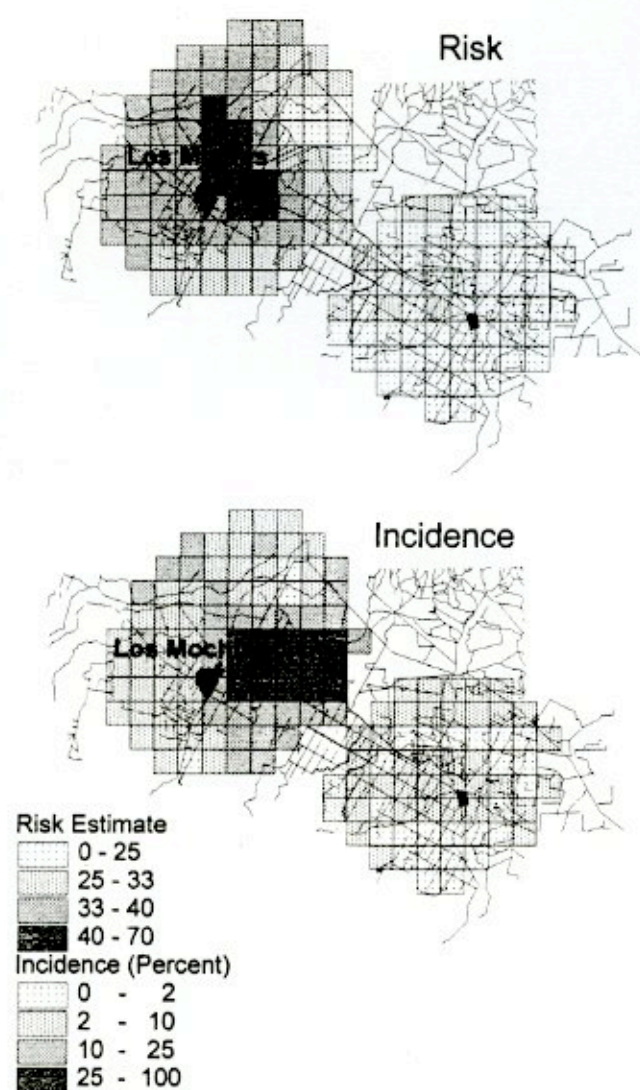 Risk
Los M
Incidence
Los Moch
Risk Estimate
0 - 25
25 - 33
33 - 40
40 - 70
Incidence (Percent)
0 - 2
2 - 10
10 - 25
25 - 100